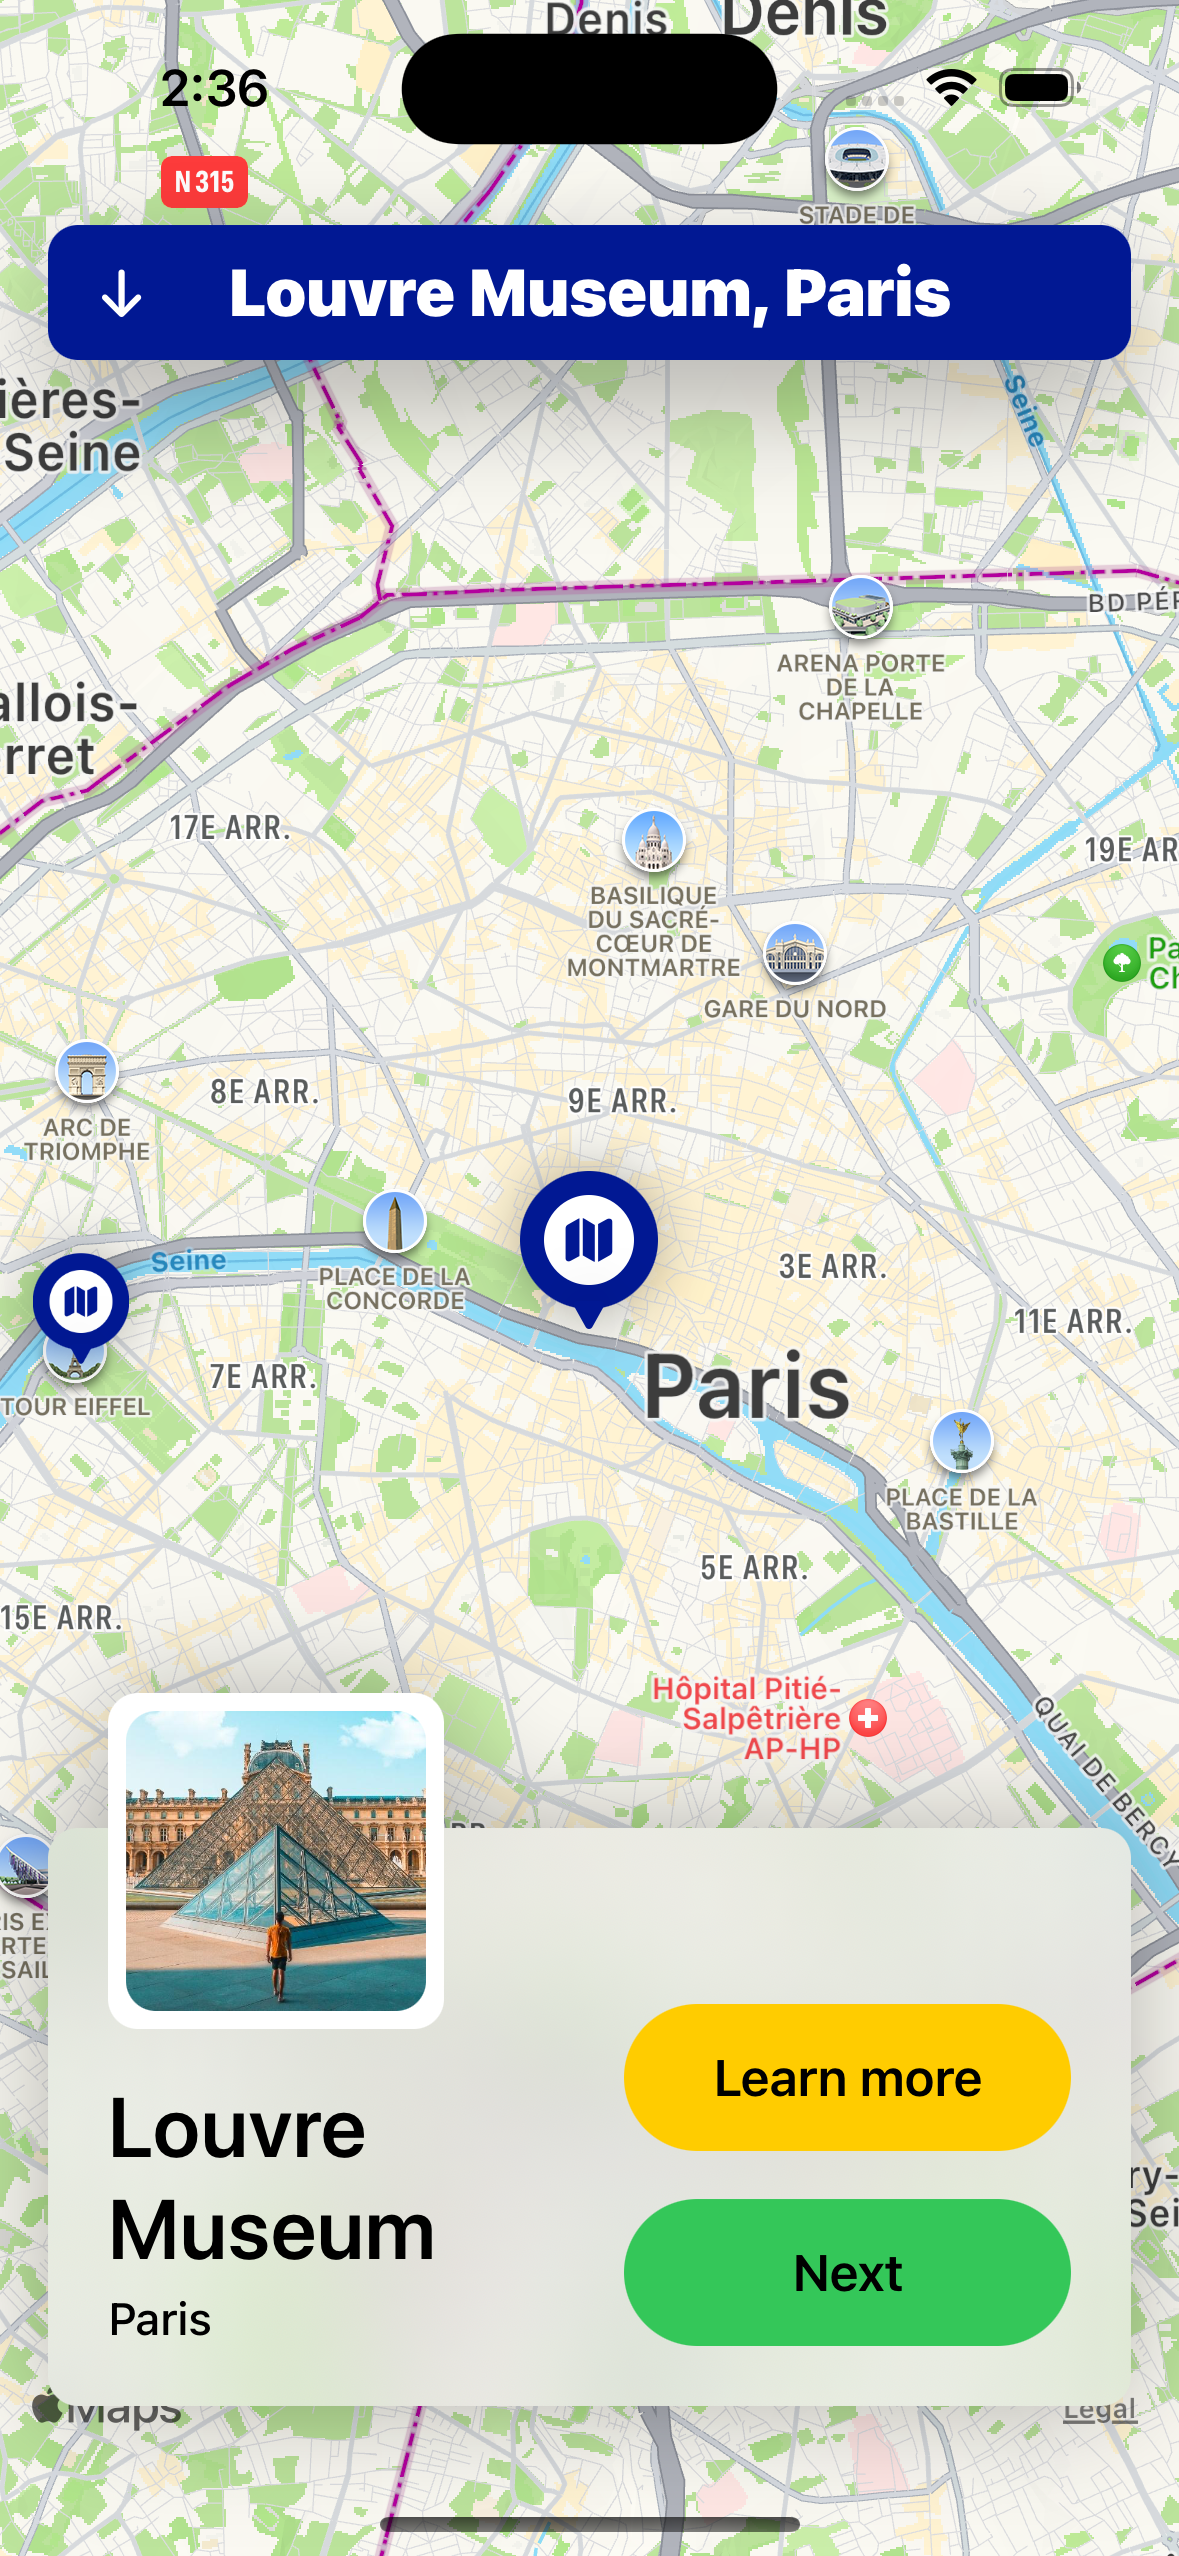 Denis Denis
2:36
N 315
STADE DE
Louvre Museum, Paris
Seine
ières-
Seine
BD PÉR
ARENA PORTE
DE LA
CHAPELLE
allois-
rret
17E ARR.
19E AR
BASILIQUE
DU SACRÉ-
CŒUR DE
MONTMARTRE
Pa
Ch
GARE DU NORD
8E ARR.
9E ARR.
ARC DE
TRIOMPHE
Seine
PLACE DE LA
CONCORDE
3E ARR.
11E ARR.
7E ARR.
TOUR EIFFEL
Paris
PLACE DE LA
BASTILLE
5E ARR.
15E ARR.
Hôpital Pitié-
Salpêtrière
AP-HP
QUAI DE BERCY
RR
RIS E
RTE
SAIL
Learn more
Louvre
Museum
ry-
Sei
Next
Paris
Maps
Legal